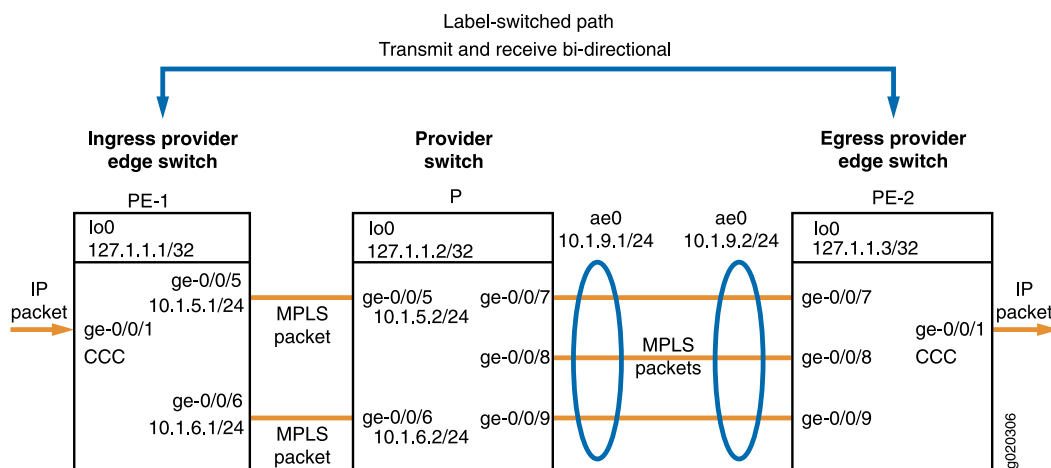 Label-switched path
Transmit and receive bi-directional
Ingress provider
edge switch
Provider
switch
Egress provider
edge switch
PE-1
P
PE-2
lo0
127.1.1.1/32
lo0
127.1.1.2/32
ae0
10.1.9.1/24
ae0
10.1.9.2/24
lo0
127.1.1.3/32
IP
packet
ge-0/0/5
10.1.5.1/24
ge-0/0/1
CCC
ge-0/0/6
10.1.6.1/24
MPLS
packet
MPLS
packet
ge-0/0/5
10.1.5.2/24
ge-0/0/6
10.1.6.2/24
ge-0/0/7
ge-0/0/8
ge-0/0/9
MPLS
packets
ge-0/0/7
ge-0/0/8
ge-0/0/9
ge-0/0/1
CCC
IP
packet
g020306